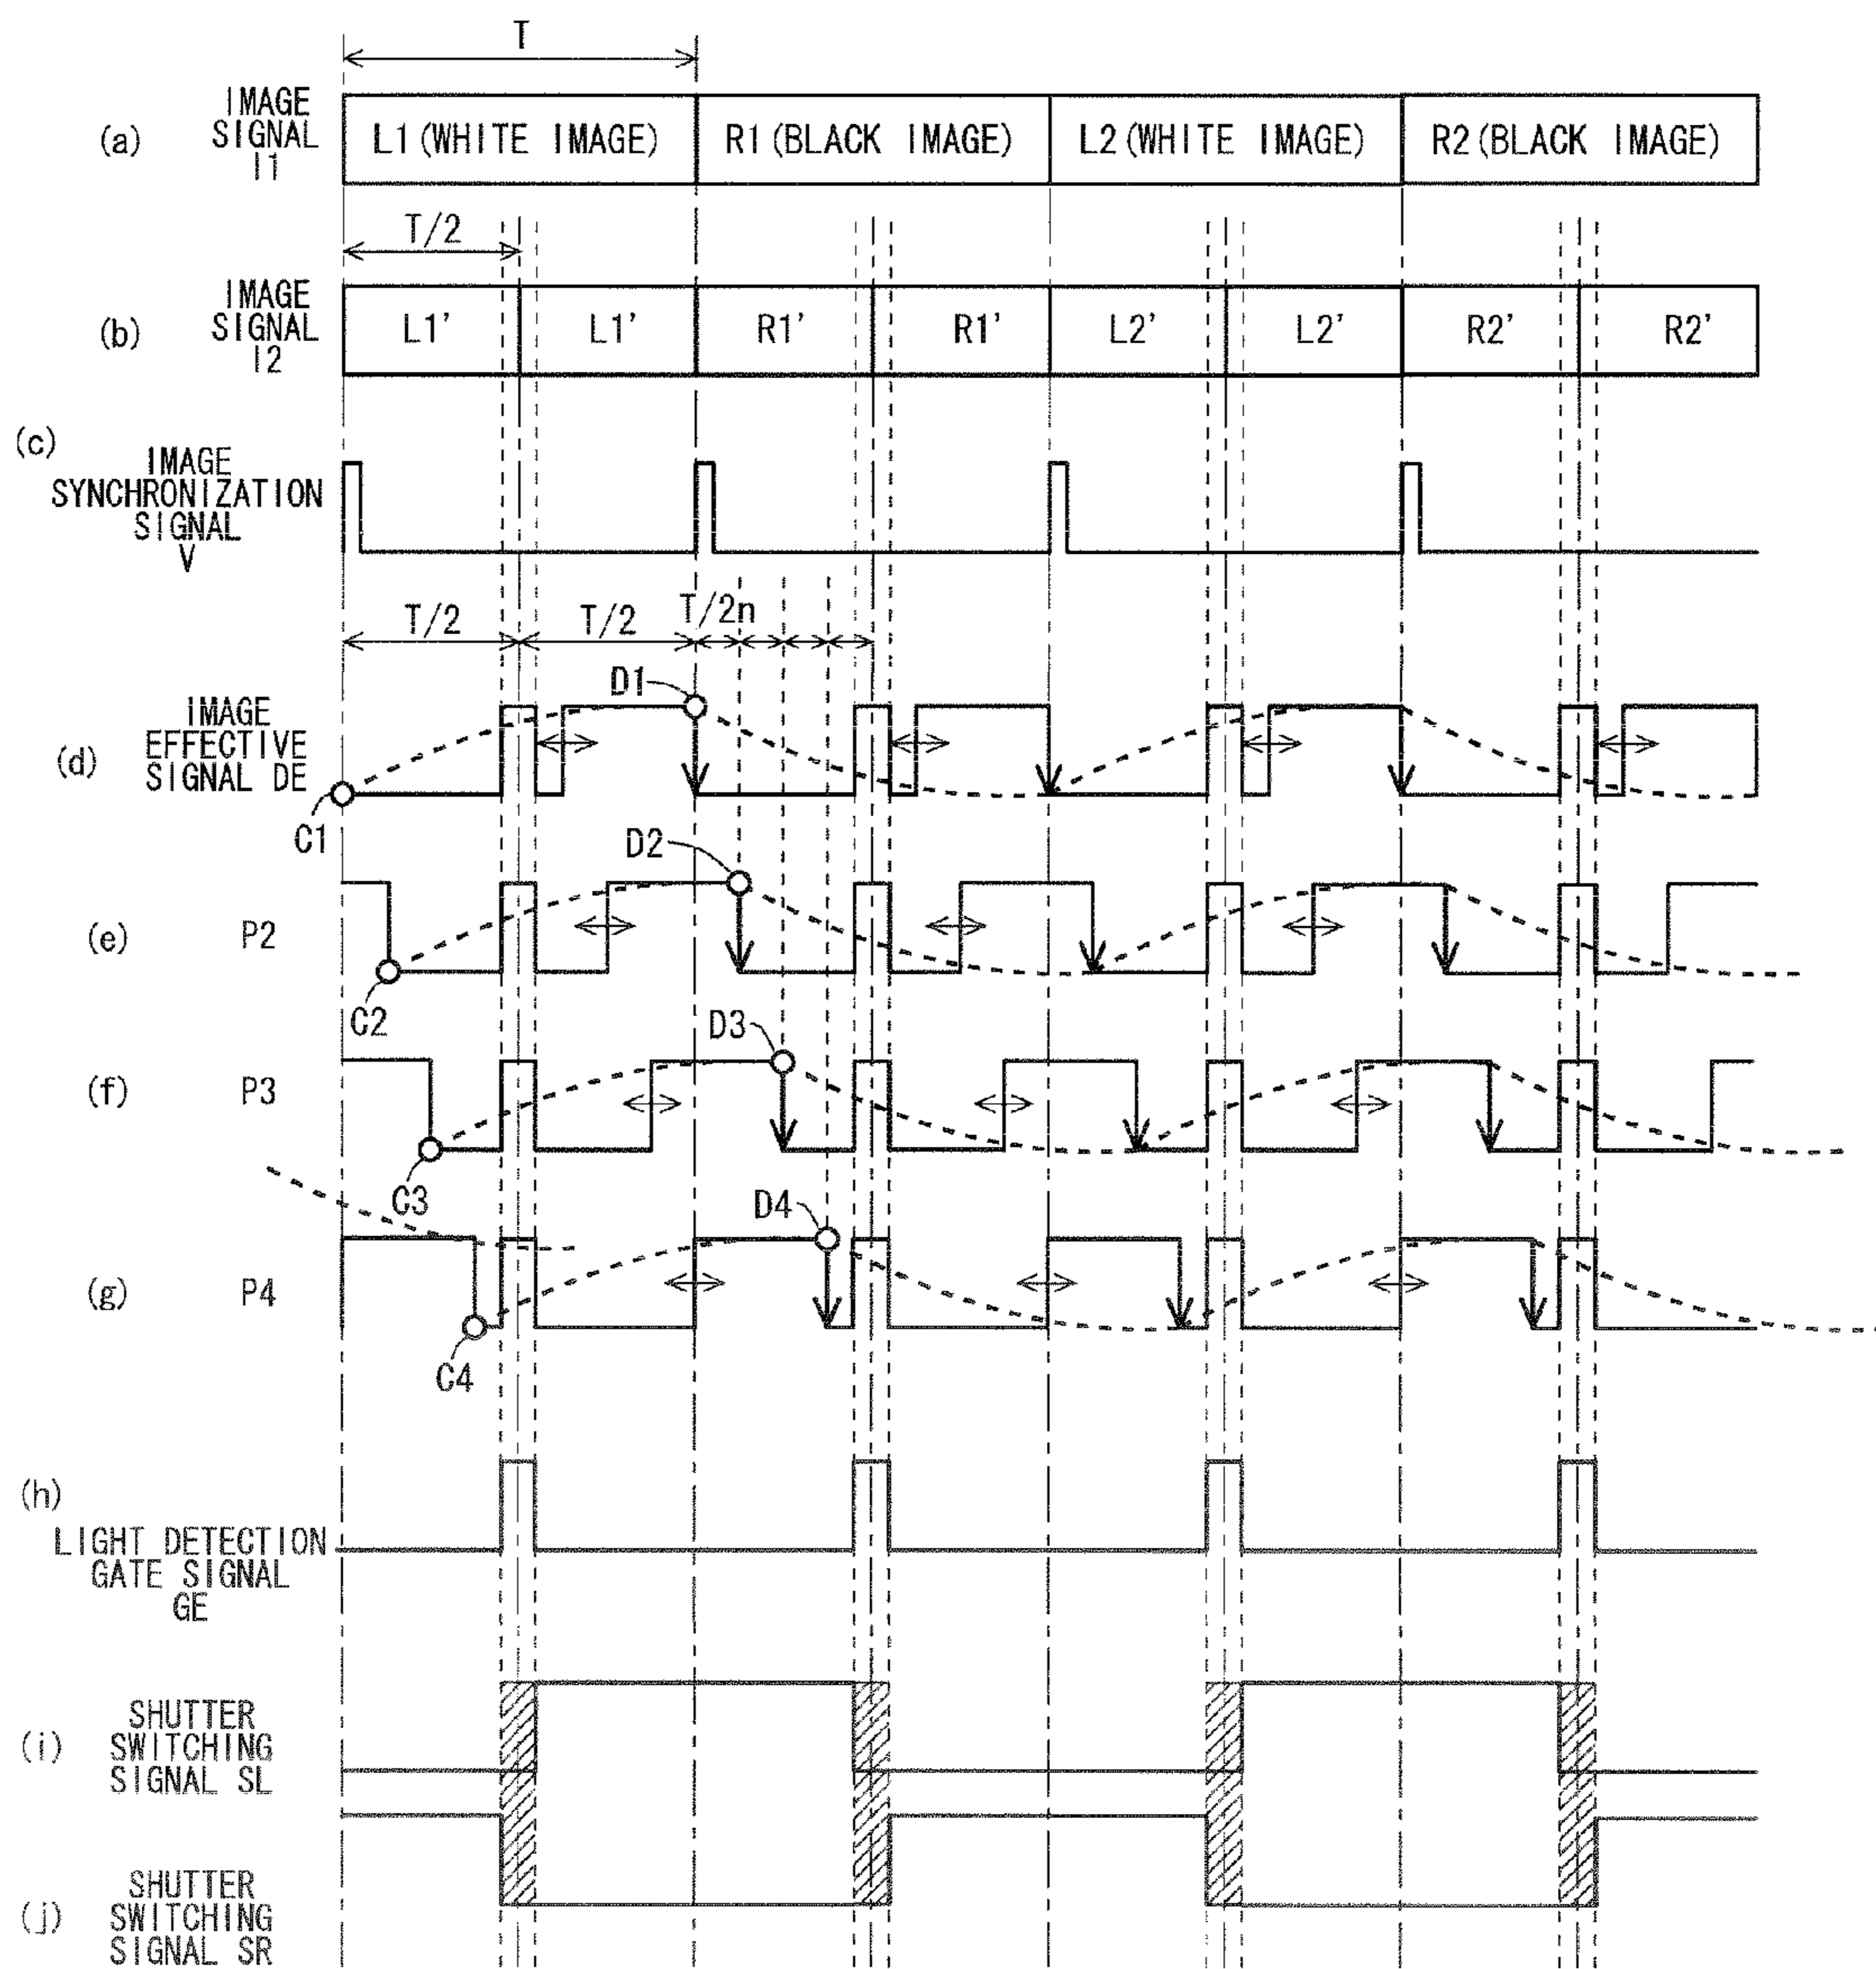 T
(a)
IMAGE
SIGNAL
I1
L1(WHITE IMAGE) R1(BLACK IMAGE) L2(WHITE IMAGE) R2(BLACK IMAGE)
T/2
(b)
IMAGE
SIGNAL
I2
L1' L1' R1' R1' L2' L2' R2' R2'
(c)
IMAGE
SYNCHRONIZATION
SIGNAL
V
T/2 T/2 T/2n
(d)
IMAGE
EFFECTIVE
SIGNAL DE
D1
C1
D2
(e) P2
C2
D3
(f) P3
C3
D4
(g) P4
C4
(h)
LIGHT DETECTION
GATE SIGNAL
GE
(i)
SHUTTER
SWITCHING
SIGNAL SL
(j)
SHUTTER
SWITCHING
SIGNAL SR